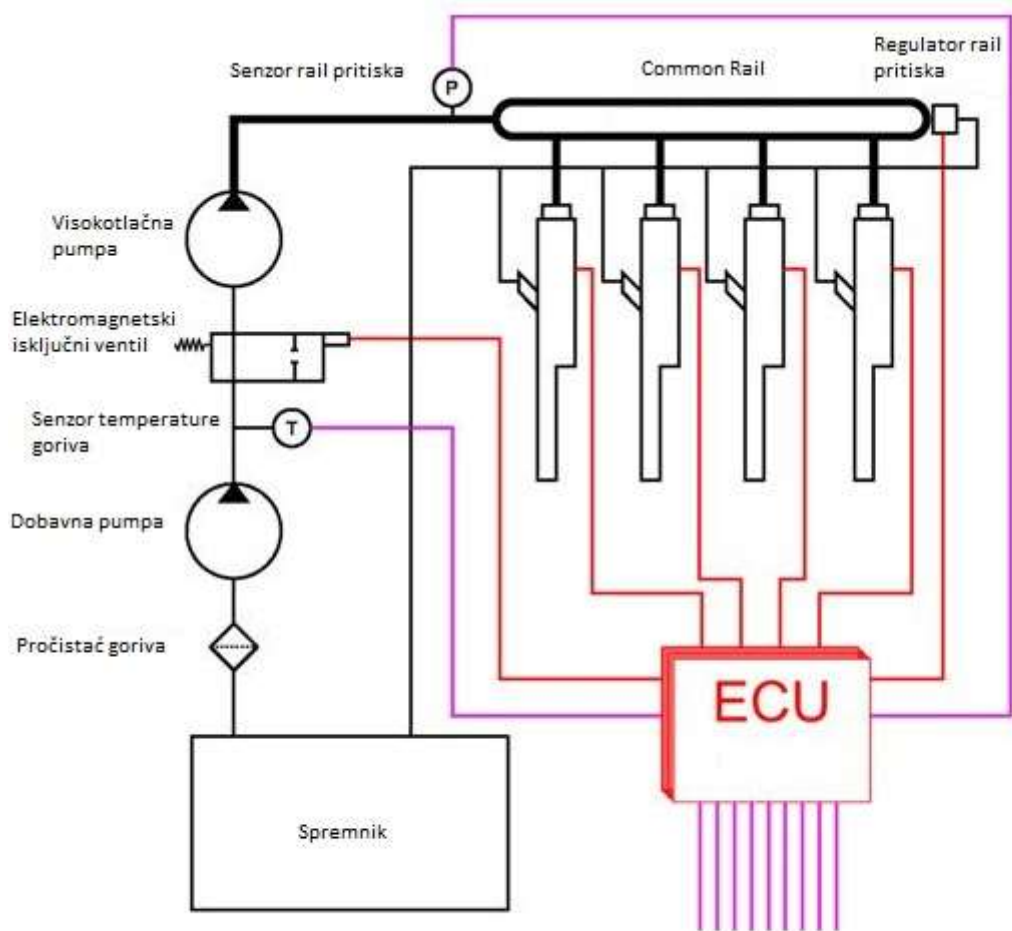 Senzor rail pritiska
P
Common Rail
Regulator rail
pritiska
Visokotlačna
pumpa
Elektromagnetski
isključni ventil
Senzor temperature
goriva
T
Dobavna pumpa
Pročistač goriva
ECU
Spremnik